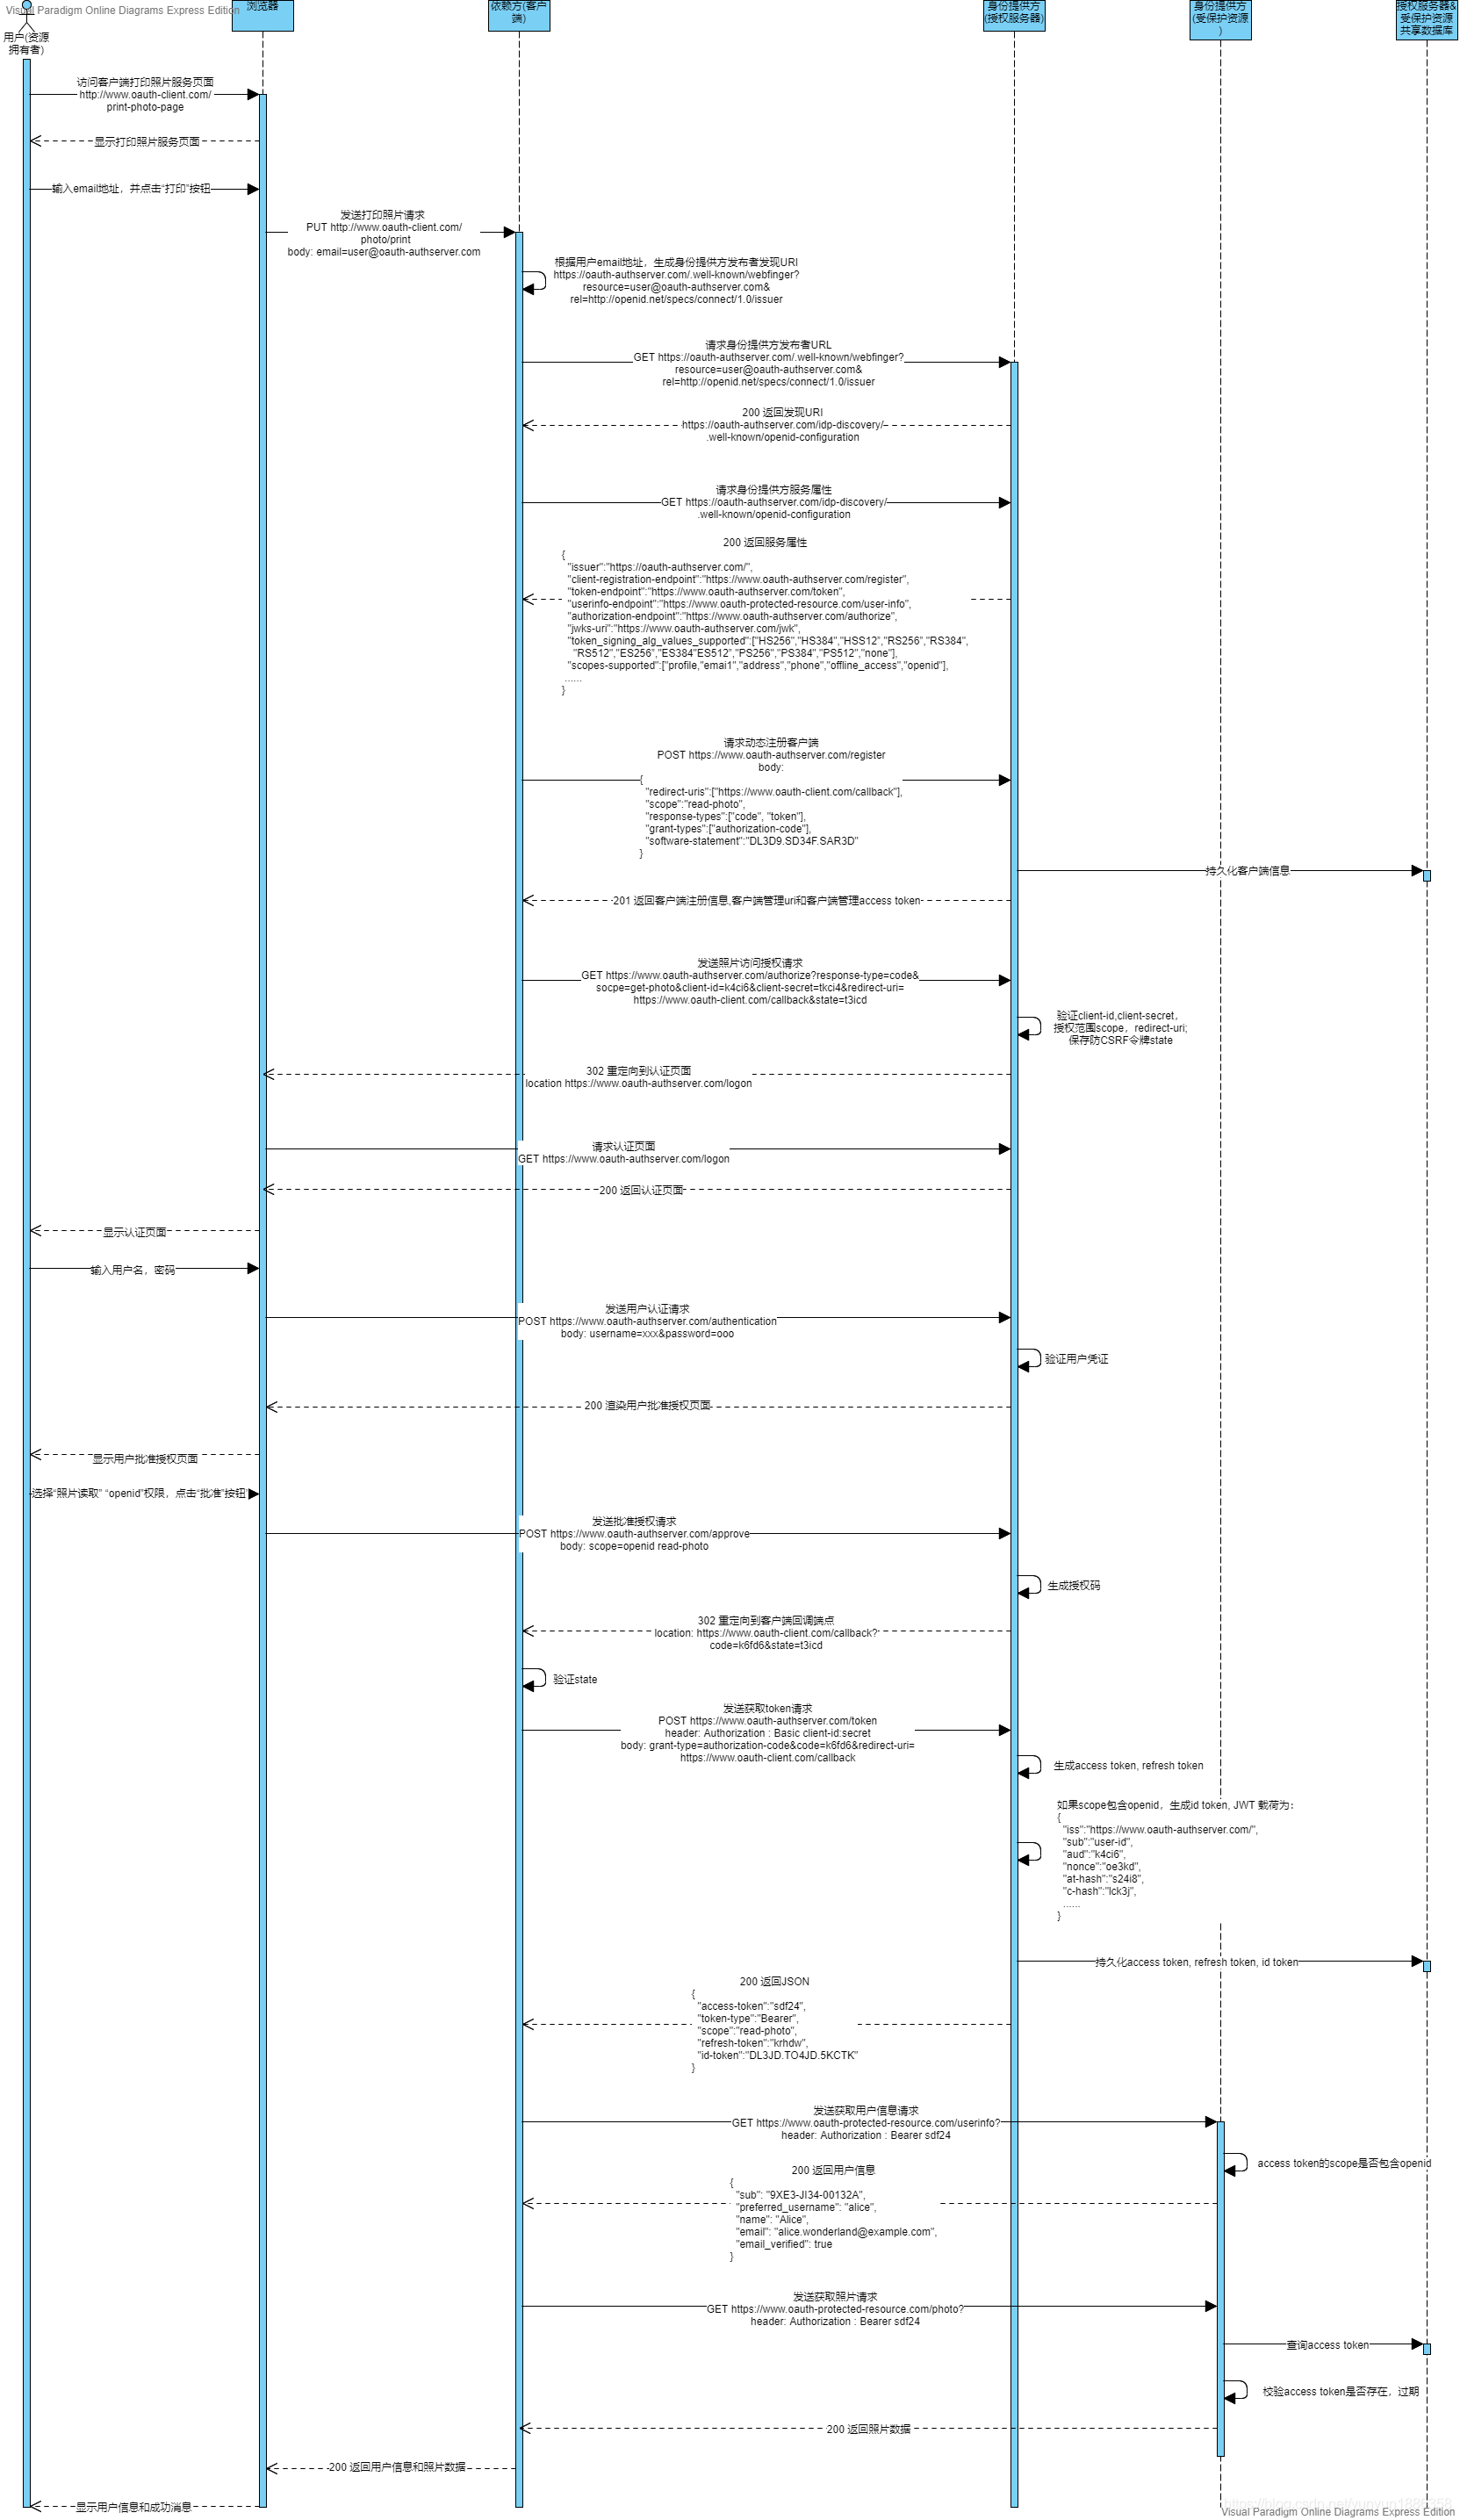 Visual Paradigm Online Diagrams Express Edition
用户(资源
拥有者)
浏览器
依赖方(客户
端)
身份提供方
(授权服务器)
身份提供方
(受保护资源
)
授权服务器&
受保护资源
共享数据库
访问客户端打印照片服务页面
http://www.oauth-client.com/
print-photo-page
显示打印照片服务页面
输入email地址，并点击“打印”按钮
发送打印照片请求
PUT http://www.oauth-client.com/
photo/print
body: email=user@oauth-authserver.com
根据用户email地址，生成身份提供方发布者发现URI
https://oauth-authserver.com/.well-known/webfinger?
resource=user@oauth-authserver.com&
rel=http://openid.net/specs/connect/1.0/issuer
请求身份提供方发布者URL
GET https://oauth-authserver.com/.well-known/webfinger?
resource=user@oauth-authserver.com&
rel=http://openid.net/specs/connect/1.0/issuer
200 返回发现URI
https://oauth-authserver.com/idp-discovery/
.well-known/openid-configuration
请求身份提供方服务属性
GET https://oauth-authserver.com/idp-discovery/
.well-known/openid-configuration
200 返回服务属性
{
"issuer":"https://oauth-authserver.com/",
"client-registration-endpoint":"https://www.oauth-authserver.com/register",
"token-endpoint":"https://www.oauth-authserver.com/token",
"userinfo-endpoint":"https://www.oauth-protected-resource.com/user-info",
"authorization-endpoint":"https://www.oauth-authserver.com/authorize",
"jwks-uri":"https://www.oauth-authserver.com/jwk",
"token_signing_alg_values_supported":["HS256","HS384","HSS12","RS256","RS384",
"RS512","ES256","ES384"ES512","PS256","PS384","PS512","none"],
"scopes-supported":["profile,"emai1","address","phone","offline_access","openid"],
......
}
请求动态注册客户端
POST https://www.oauth-authserver.com/register
body:
{
"redirect-uris":["https://www.oauth-client.com/callback"],
"scope":"read-photo",
"response-types":["code", "token"],
"grant-types":["authorization-code"],
"software-statement":"DL3D9.SD34F.SAR3D"
}
持久化客户端信息
201 返回客户端注册信息,客户端管理uri和客户端管理access token
发送照片访问授权请求
GET https://www.oauth-authserver.com/authorize?response-type=code&
socpe=get-photo&client-id=k4ci6&client-secret=tkci4&redirect-uri=
https://www.oauth-client.com/callback&state=t3icd
验证client-id,client-secret，
授权范围scope，redirect-uri;
保存防CSRF令牌state
302 重定向到认证页面
location https://www.oauth-authserver.com/logon
请求认证页面
GET https://www.oauth-authserver.com/logon
200 返回认证页面
显示认证页面
输入用户名，密码
发送用户认证请求
POST https://www.oauth-authserver.com/authentication
body: username=xxx&password=ooo
验证用户凭证
200 渲染用户批准授权页面
显示用户批准授权页面
选择“照片读取” “openid”权限，点击“批准”按钮
发送批准授权请求
POST https://www.oauth-authserver.com/approve
body: scope=openid read-photo
生成授权码
302 重定向到客户端回调端点
location: https://www.oauth-client.com/callback?
code=k6fd6&state=t3icd
验证state
发送获取token请求
POST https://www.oauth-authserver.com/token
header: Authorization : Basic client-id:secret
body: grant-type=authorization-code&code=k6fd6&redirect-uri=
https://www.oauth-client.com/callback
生成access token, refresh token
如果scope包含openid，生成id token, JWT 载荷为：
{
"iss":"https://www.oauth-authserver.com/",
"sub":"user-id",
"aud":"k4ci6",
"nonce":"oe3kd",
"at-hash":"s24i8",
"c-hash":"lck3j",
......
}
持久化access token, refresh token, id token
200 返回JSON
{
"access-token":"sdf24",
"token-type":"Bearer",
"scope":"read-photo",
"refresh-token":"krhdw",
"id-token":"DL3JD.TO4JD.5KCTK"
}
发送获取用户信息请求
GET https://www.oauth-protected-resource.com/userinfo?
header: Authorization : Bearer sdf24
access token的scope是否包含openid
200 返回用户信息
{
"sub": "9XE3-JI34-00132A",
"preferred_username": "alice",
"name": "Alice",
"email": "alice.wonderland@example.com",
"email_verified": true
}
发送获取照片请求
GET https://www.oauth-protected-resource.com/photo?
header: Authorization : Bearer sdf24
查询access token
校验access token是否存在，过期
200 返回照片数据
200 返回用户信息和照片数据
显示用户信息和成功消息
Visual Paradigm Online Diagrams Express Edition